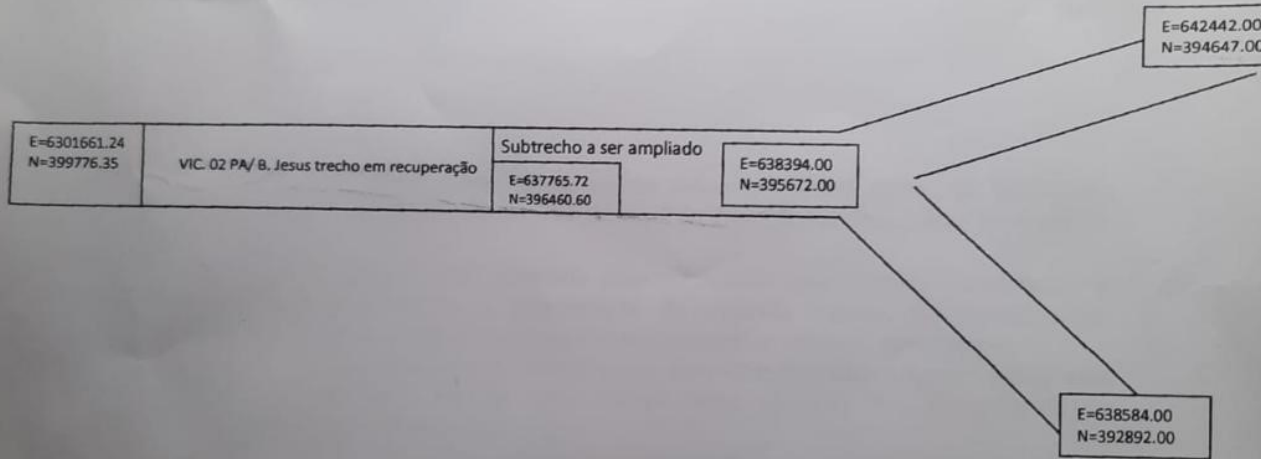 E=642442.00
N=394647.00
E=6301661.24
N=399776.35
VIC. 02 PA/ B. Jesus trecho em recuperação
Subtrecho a ser ampliado
E=637765.72
N=396460.60
E=638394.00
N=395672.00
E=638584.00
N=392892.00